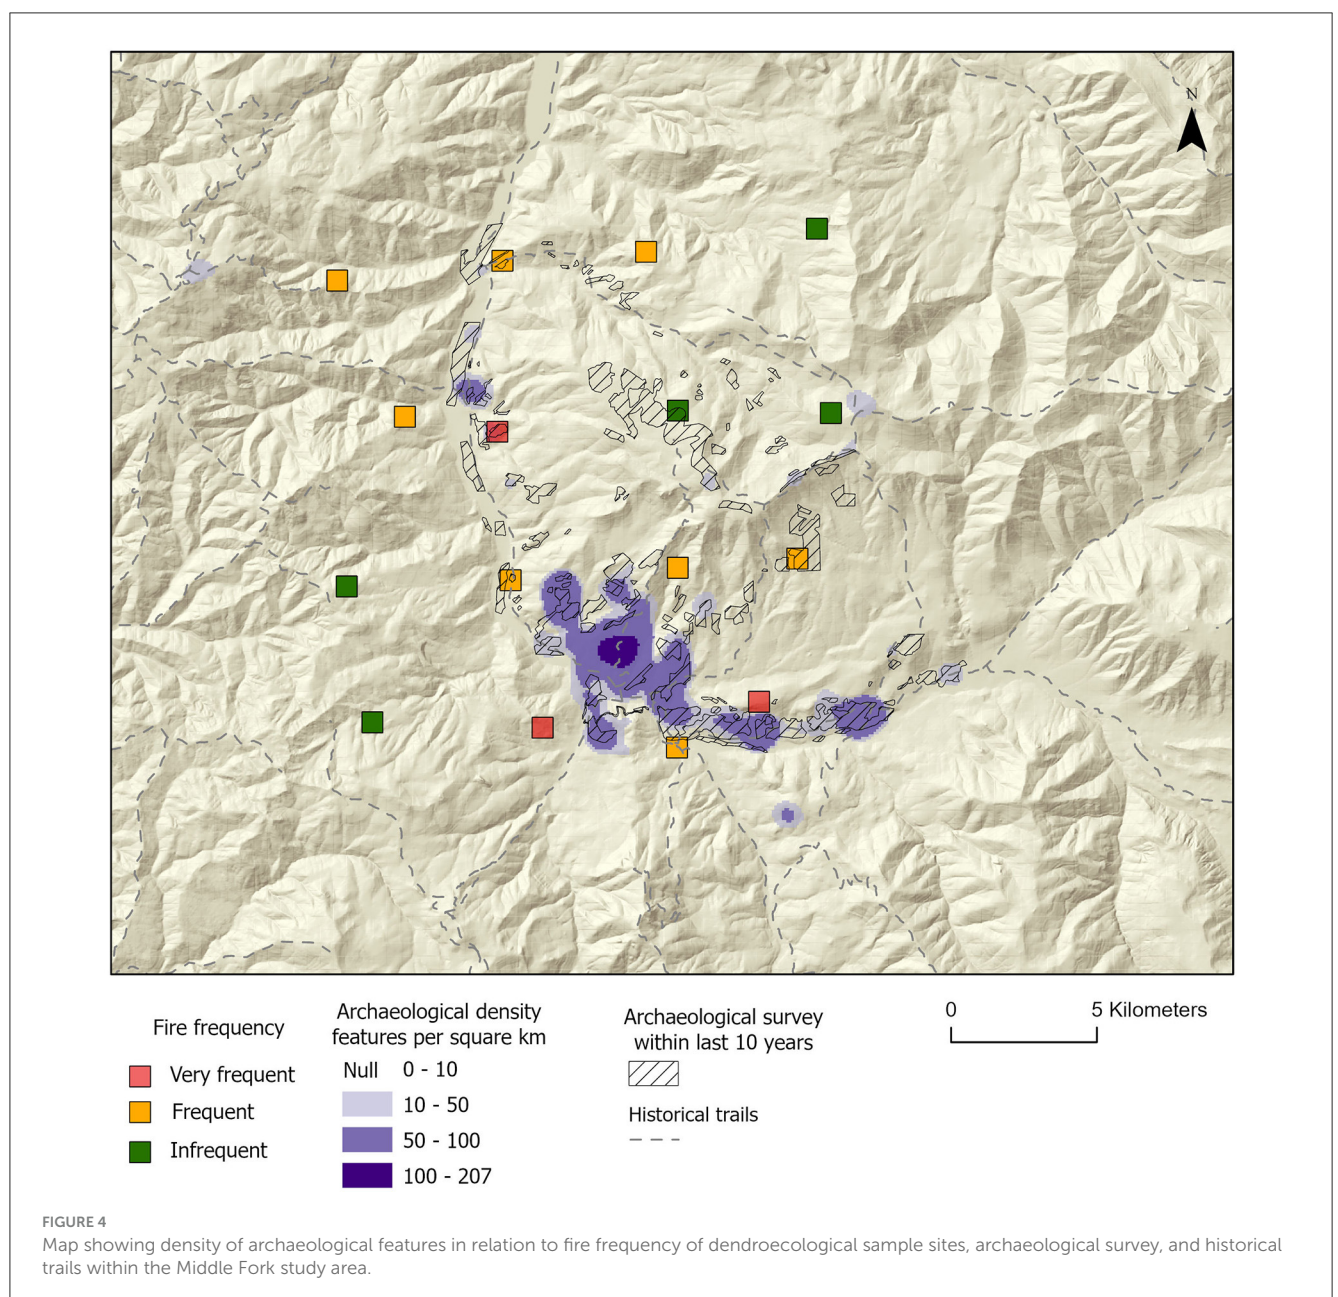 N
Fire frequency
Very frequent
Frequent
Infrequent
Archaeological density
features per square km
Null 0 - 10
10 - 50
50 - 100
100 - 207
Archaeological survey
within last 10 years
Historical trails
0 5 Kilometers
FIGURE 4
Map showing density of archaeological features in relation to fire frequency of dendroecological sample sites, archaeological survey, and historical
trails within the Middle Fork study area.